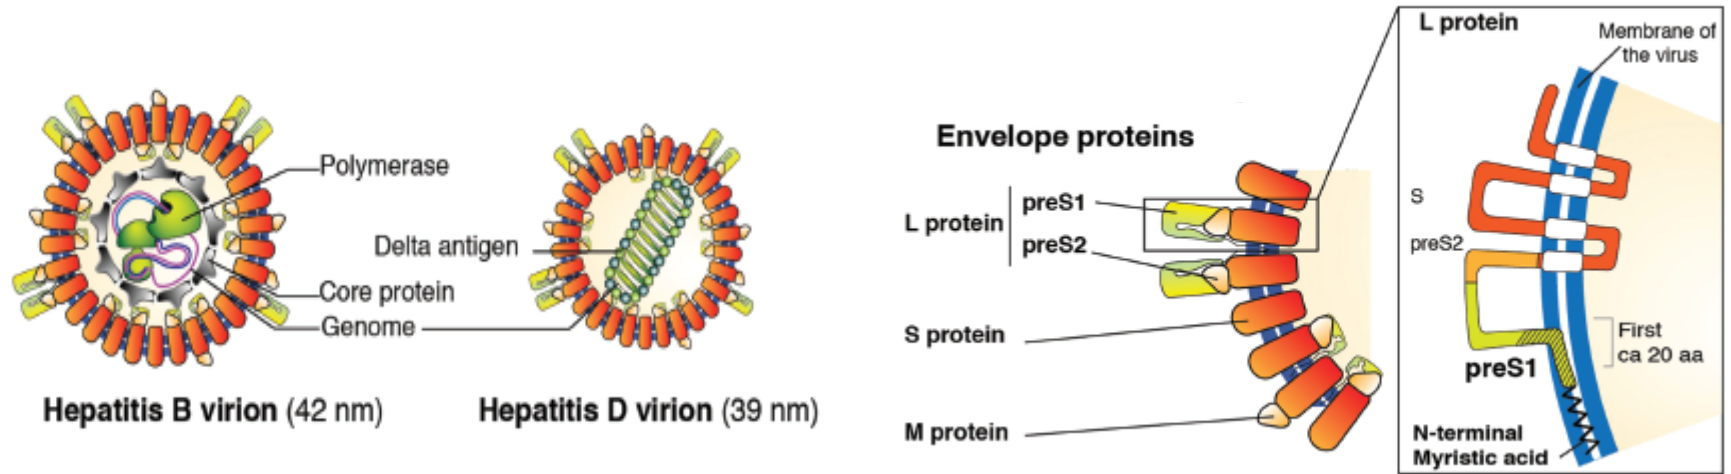 Polymerase
Delta antigen
Core protein
Genome
Hepatitis B virion (42 nm)
Hepatitis D virion (39 nm)
Envelope proteins
L protein
preS1
preS2
S protein
M protein
L protein
Membrane of
the virus
S
preS2
First
ca 20 aa
preS1
N-terminal
Myristic acid